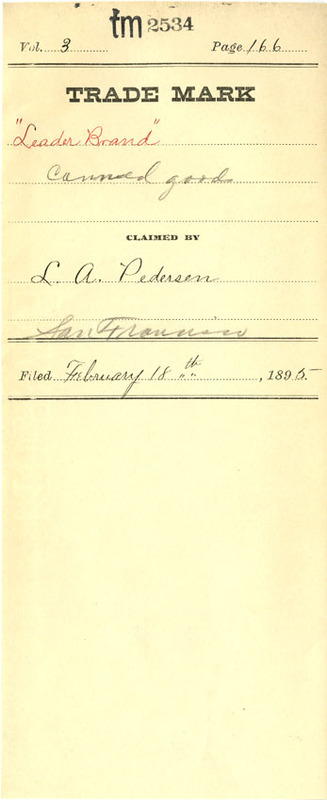 tm 2534
Vol. 3 Page 166
TRADE MARK
"Leader Brand"
Canned goods
CLAIMED BY
L. A. Pedersen
San Francisco
Filed February 18th, 1895.